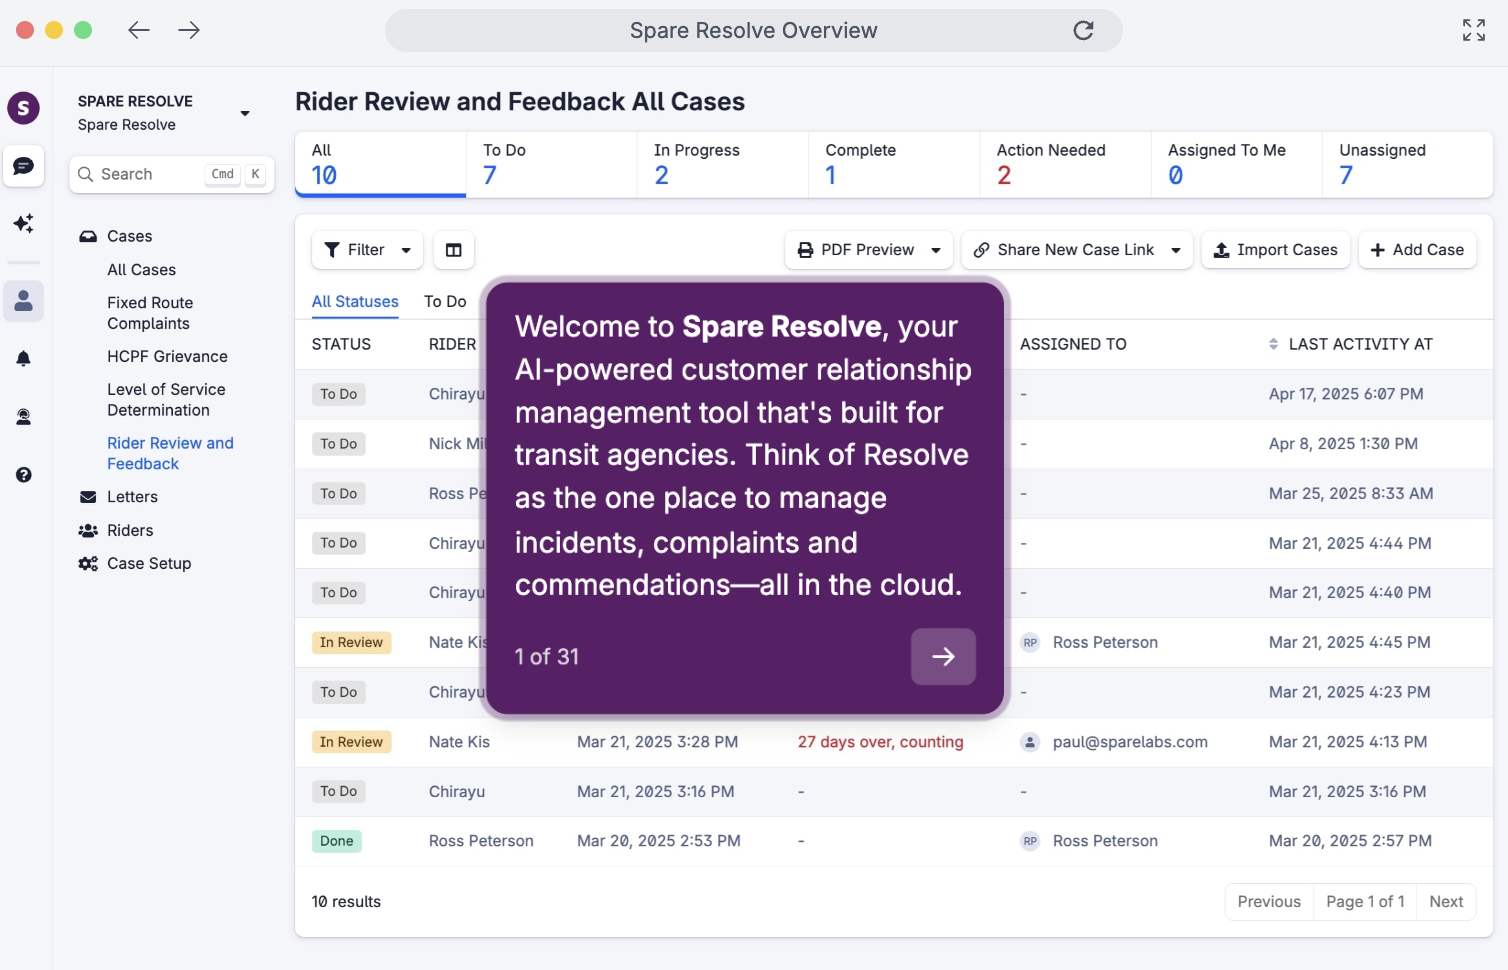 Spare Resolve Overview
S
SPARE RESOLVE
Spare Resolve
Search Cmd K
Cases
All Cases
Fixed Route
Complaints
HCPF Grievance
Level of Service
Determination
Rider Review and
Feedback
Letters
Riders
Case Setup
Rider Review and Feedback All Cases
All To Do In Progress Complete Action Needed Assigned To Me Unassigned
10 7 2 1 2 0 7
Filter PDF Preview Share New Case Link Import Cases Add Case
All Statuses To Do
STATUS RIDER ASSIGNED TO LAST ACTIVITY AT
To Do Chirayu - Apr 17, 2025 6:07 PM
To Do Nick - Apr 8, 2025 1:30 PM
To Do Ross - Mar 25, 2025 8:33 AM
To Do Chirayu - Mar 21, 2025 4:44 PM
To Do Chirayu - Mar 21, 2025 4:40 PM
In Review Nate RP Ross Peterson Mar 21, 2025 4:45 PM
To Do Chirayu - Mar 21, 2025 4:23 PM
In Review Nate Kis Mar 21, 2025 3:28 PM 27 days over, counting paul@sparelabs.com Mar 21, 2025 4:13 PM
To Do Chirayu Mar 21, 2025 3:16 PM - - Mar 21, 2025 3:16 PM
Done Ross Peterson Mar 20, 2025 2:53 PM - RP Ross Peterson Mar 20, 2025 2:57 PM
10 results Previous Page 1 of 1 Next
Welcome to Spare Resolve, your
AI-powered customer relationship
management tool that's built for
transit agencies. Think of Resolve
as the one place to manage
incidents, complaints and
commendations—all in the cloud.
1 of 31